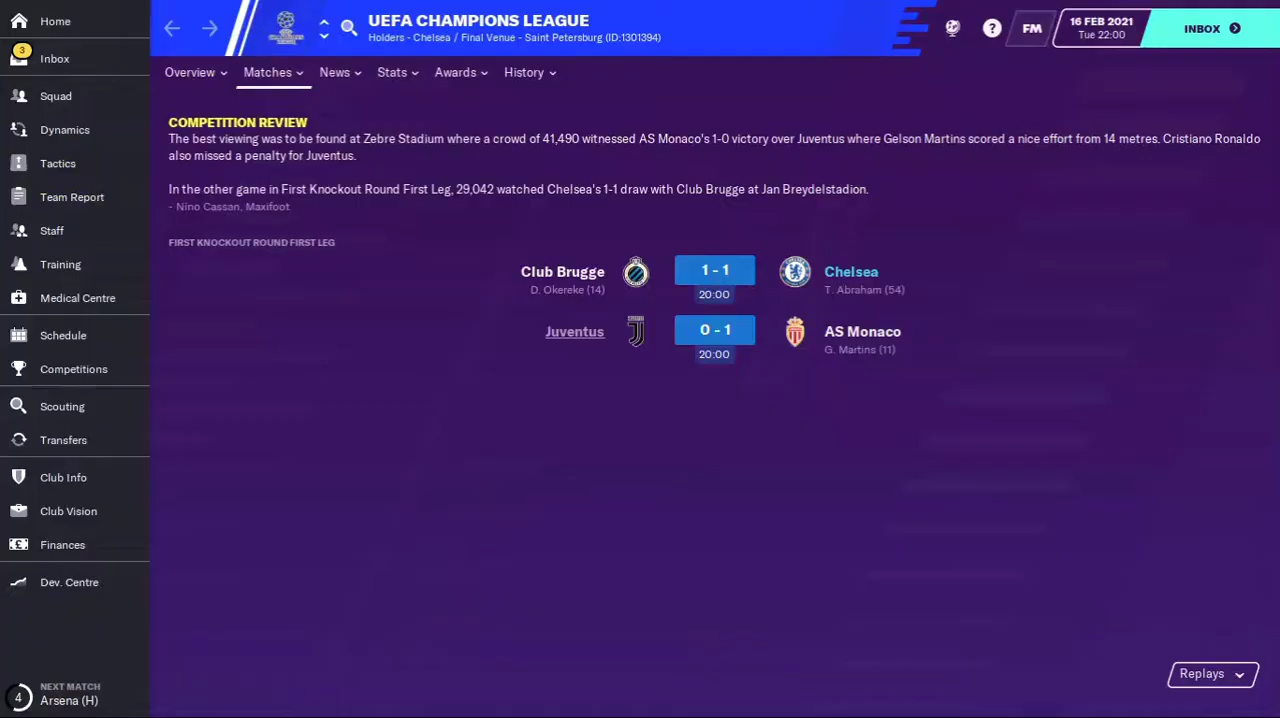 Home
3
Inbox
Squad
Dynamics
Tactics
Team Report
Staff
Training
Medical Centre
Schedule
Competitions
Scouting
Transfers
Club Info
Club Vision
Finances
Dev. Centre
4
NEXT MATCH
Arsena (H)
UEFA CHAMPIONS LEAGUE
Holders - Chelsea / Final Venue - Saint Petersburg (ID:1301394)
?
FM
16 FEB 2021
Tue 22:00
INBOX
Overview
Matches
News
Stats
Awards
History
COMPETITION REVIEW
The best viewing was to be found at Zebre Stadium where a crowd of 41,490 witnessed AS Monaco's 1-0 victory over Juventus where Gelson Martins scored a nice effort from 14 metres. Cristiano Ronaldo
also missed a penalty for Juventus.
In the other game in First Knockout Round First Leg, 29,042 watched Chelsea's 1-1 draw with Club Brugge at Jan Breydelstadion.
- Nino Cassan, Maxifoot
FIRST KNOCKOUT ROUND FIRST LEG
Club Brugge 1 - 1 Chelsea
D. Okereke (14) 20:00 T. Abraham (54)
Juventus 0 - 1 AS Monaco
20:00 G. Martins (11)
Replays